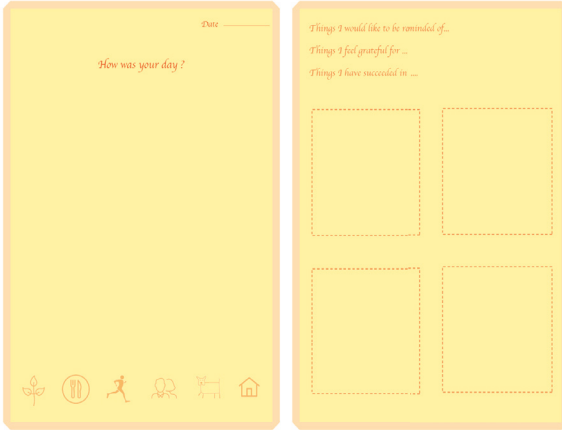 Date
How was your day ?
Things I would like to be reminded of...
Things I feel grateful for ...
Things I have succeeded in ....